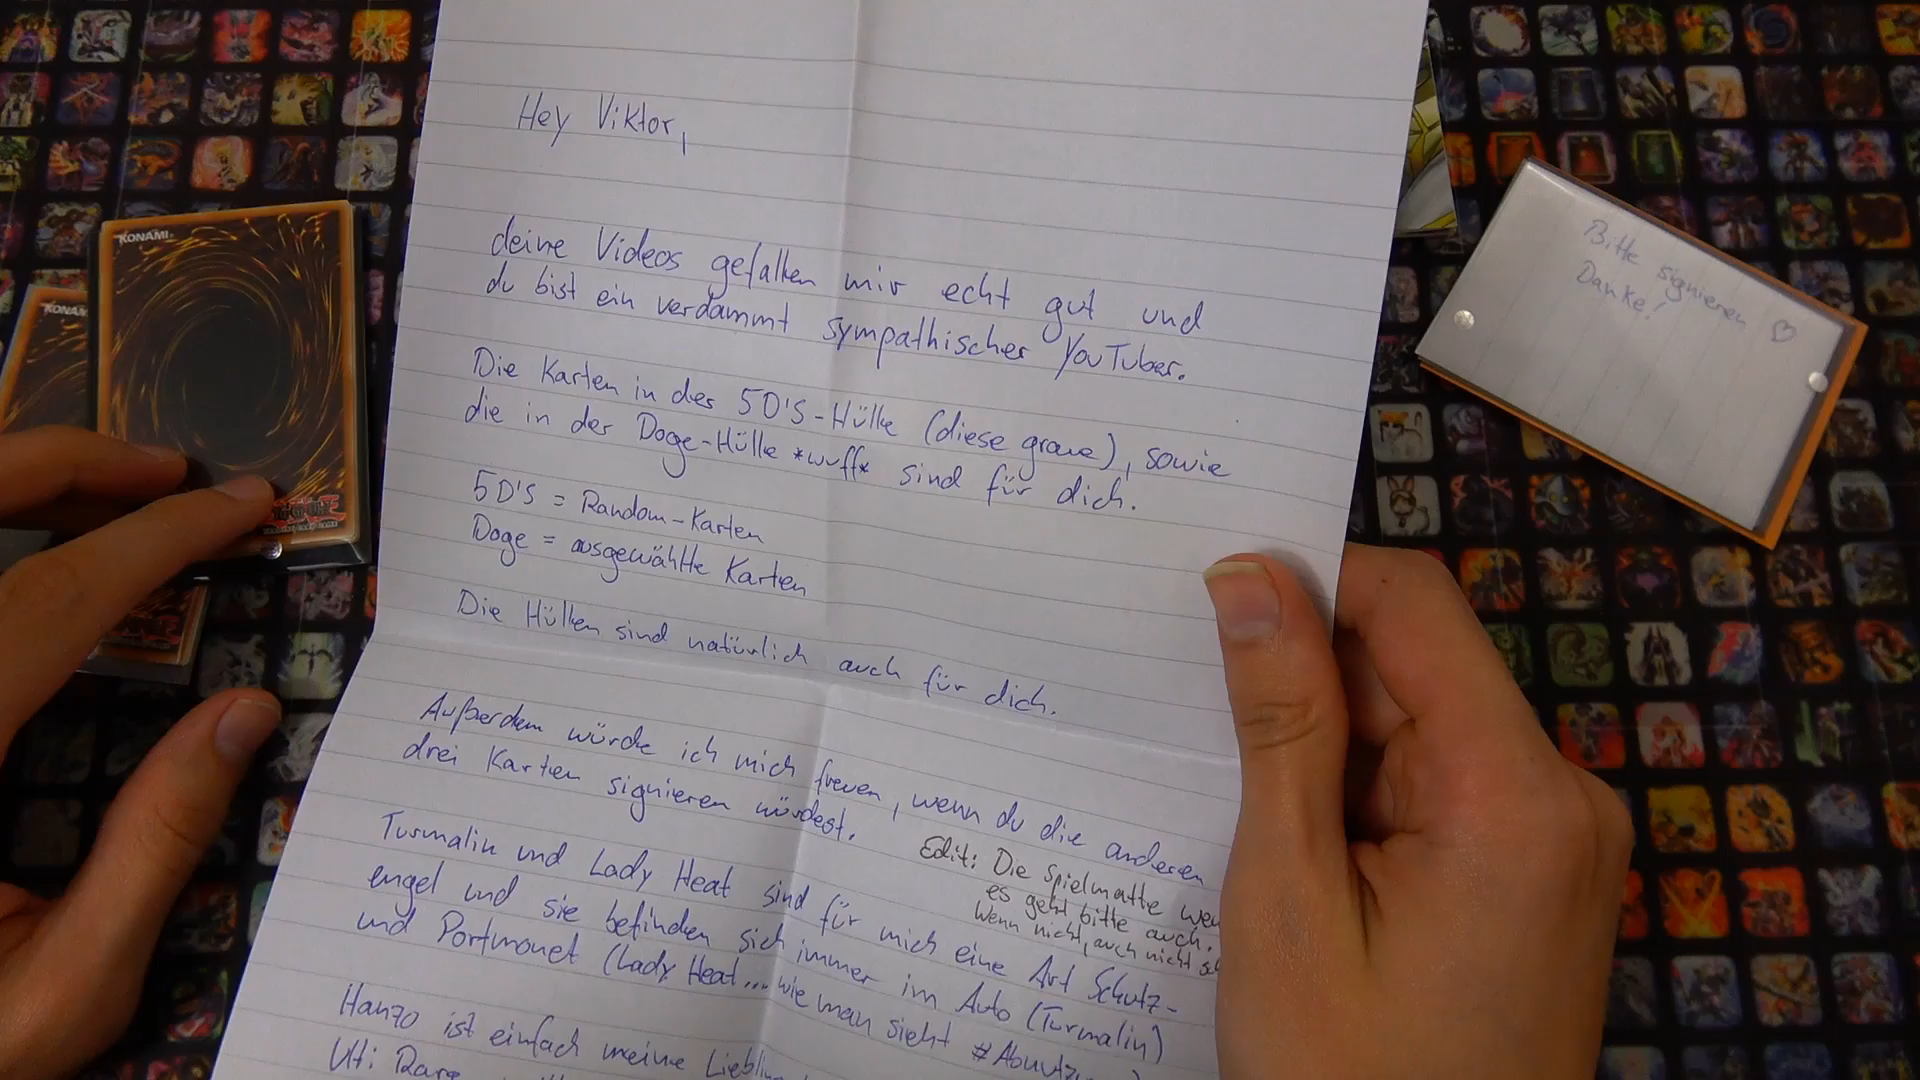 Hey Viktor,
deine Videos gefallen mir echt gut und
du bist ein verdammt sympathischer YouTuber.
Die Karten in der 5D'S-Hülle (diese graue), sowie
die in der Doge-Hülle *wuff* sind für dich.
5D'S = Random-Karten
Doge = ausgewählte Karten
Die Hüllen sind natürlich auch für dich.
Außerdem würde ich mich freuen, wenn du die anderen
drei Karten signieren würdest.
Edit: Die Spielmatte wen
es geht bitte auch.
Wenn nicht, auch nicht
Turmalin und Lady Heat sind für mich eine Art Schutz-
engel und sie befinden sich immer im Auto (Turmalin)
und Portmonet (Lady Heat... wie man sieht
Hanzo ist einfach meine
Ulti Rare
Bitte signieren ♡
Danke!
KONAMI
KONAMI